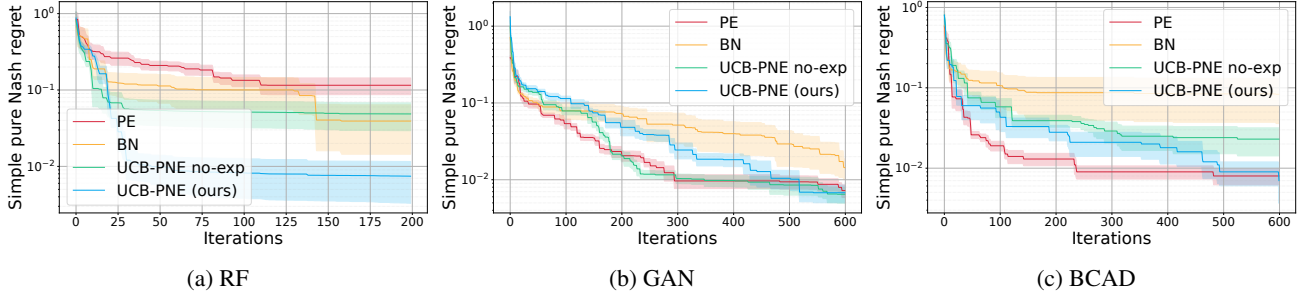 Simple pure Nash regret
10⁰
10⁻¹
10⁻²
PE
BN
UCB-PNE no-exp
UCB-PNE (ours)
0 25 50 75 100 125 150 175 200
Iterations
(a) RF
Simple pure Nash regret
10⁰
10⁻¹
10⁻²
PE
BN
UCB-PNE no-exp
UCB-PNE (ours)
0 100 200 300 400 500 600
Iterations
(b) GAN
Simple pure Nash regret
10⁰
10⁻¹
10⁻²
PE
BN
UCB-PNE no-exp
UCB-PNE (ours)
0 100 200 300 400 500 600
Iterations
(c) BCAD